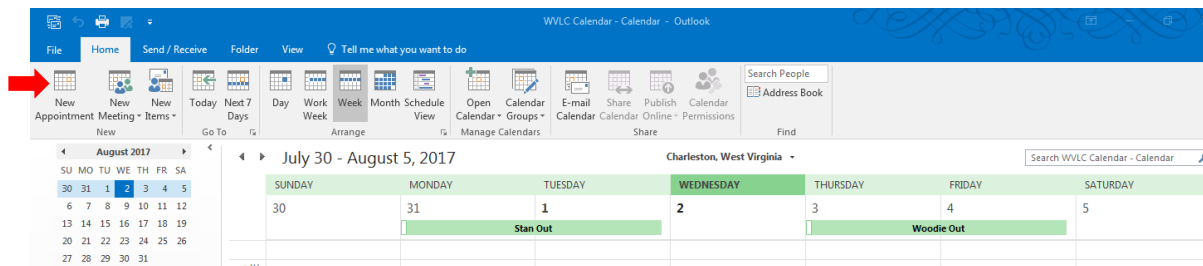 WVLC Calendar - Calendar - Outlook
File Home Send / Receive Folder View Tell me what you want to do
New Appointment
New Meeting
New Items
Today
Next 7 Days
Day
Work Week
Week
Month
Schedule View
Open Calendar
Calendar Groups
E-mail Calendar
Share Calendar
Publish Online
Calendar Permissions
Search People
Address Book
New Go To Arrange Manage Calendars Share Find
August 2017
SU MO TU WE TH FR SA
30 31 1 2 3 4 5
6 7 8 9 10 11 12
13 14 15 16 17 18 19
20 21 22 23 24 25 26
27 28 29 30 31
July 30 - August 5, 2017
Charleston, West Virginia
Search WVLC Calendar - Calendar
SUNDAY MONDAY TUESDAY WEDNESDAY THURSDAY FRIDAY SATURDAY
30 31 1 2 3 4 5
Stan Out Woodie Out